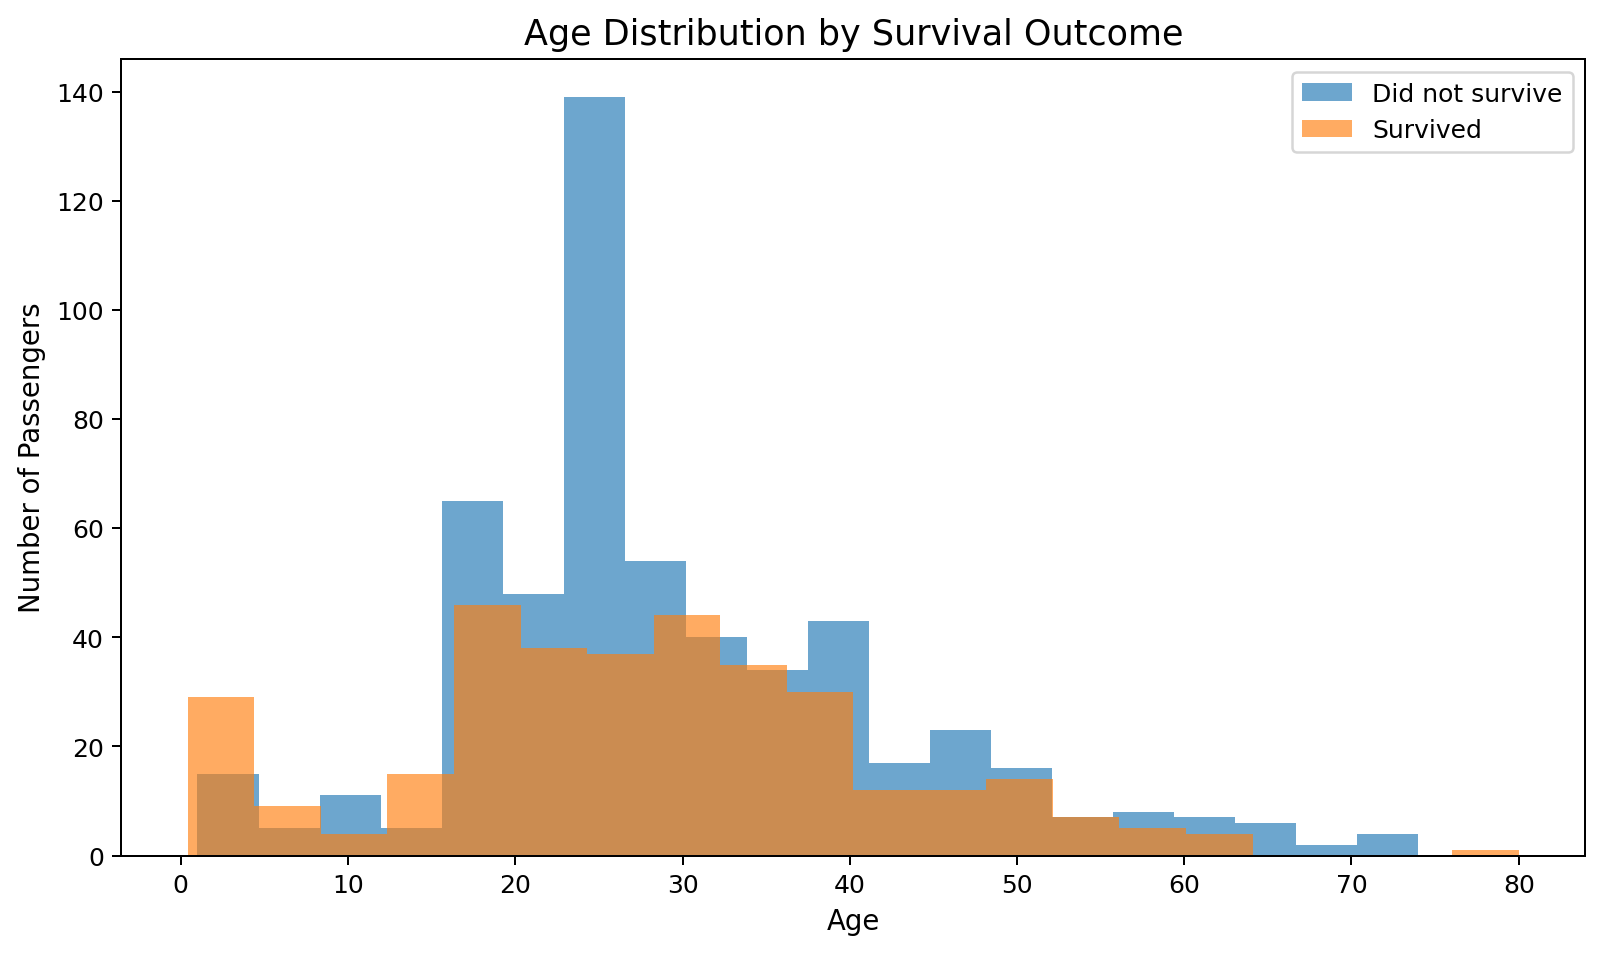 Age Distribution by Survival Outcome
Did not survive
Survived
Number of Passengers
140
120
100
80
60
40
20
0
0 10 20 30 40 50 60 70 80
Age